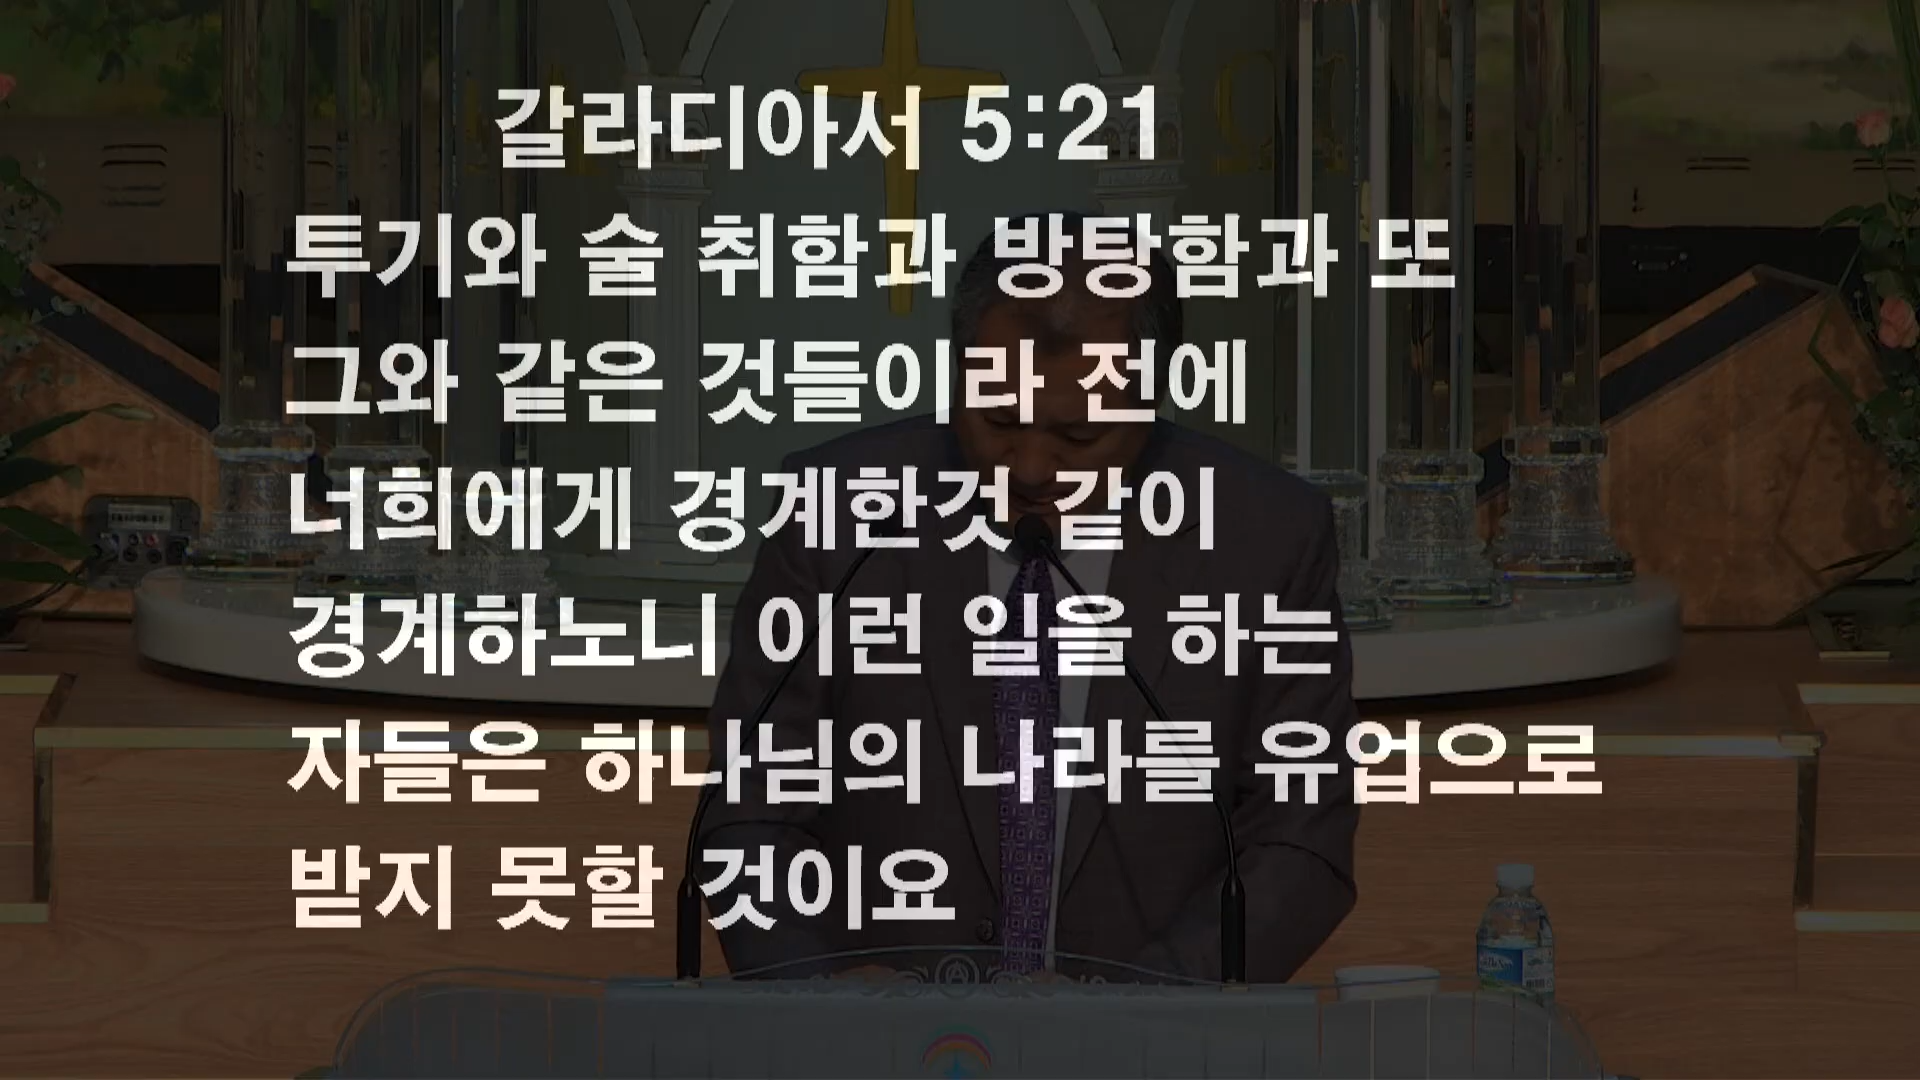 갈라디아서 5:21
투기와 술 취함과 방탕함과 또
그와 같은 것들이라 전에
너희에게 경계한것 같이
경계하노니 이런 일을 하는
자들은 하나님의 나라를 유업으로
받지 못할 것이요